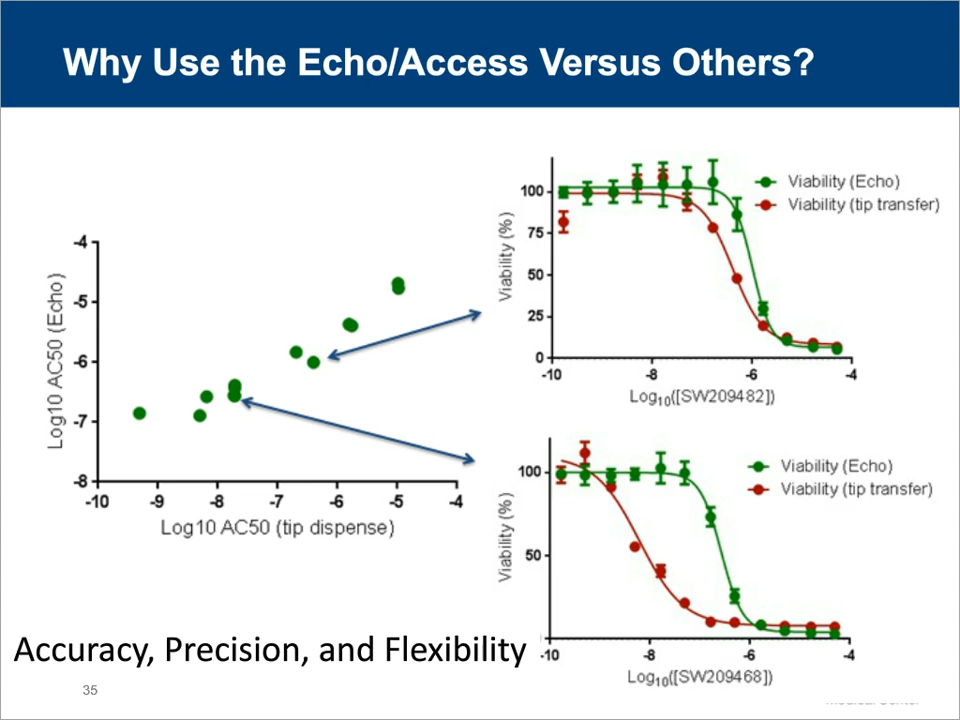 Why Use the Echo/Access Versus Others?
Log10 AC50 (Echo)
-4
-5
-6
-7
-8
-10
-9
-8
-7
-6
-5
-4
Log10 AC50 (tip dispense)
Viability (Echo)
Viability (tip transfer)
Viability (%)
100
75
50
25
0
-10
-8
-6
-4
Log10([SW209482])
Viability (Echo)
Viability (tip transfer)
Viability (%)
100
50
-10
-8
-6
-4
Log10([SW209468])
Accuracy, Precision, and Flexibility
35